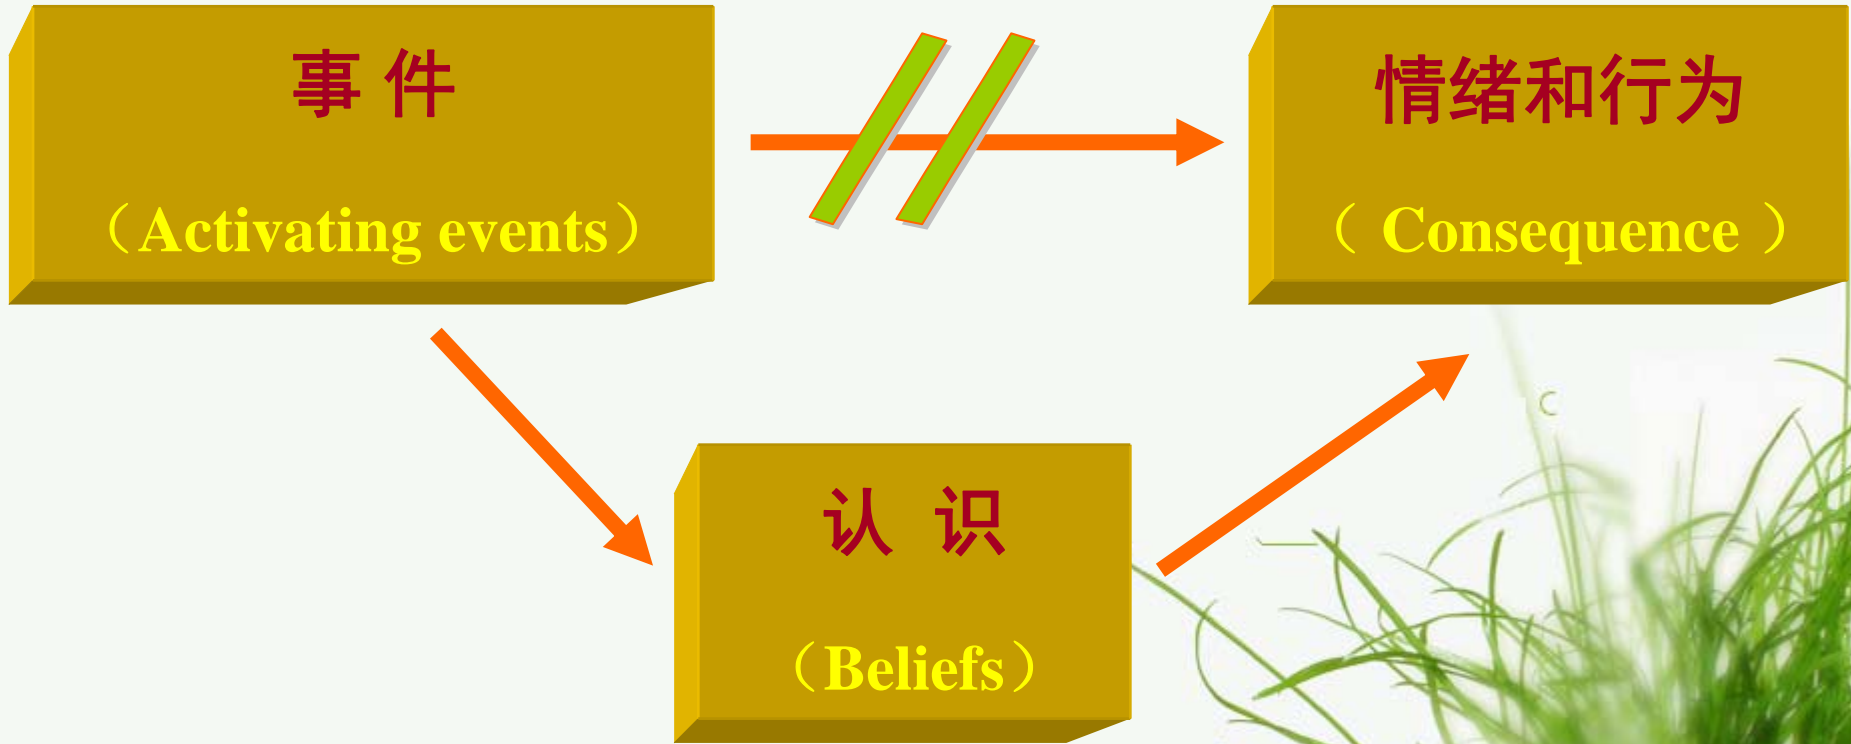 事 件
（Activating events）
情绪和行为
（ Consequence ）
认 识
（Beliefs）